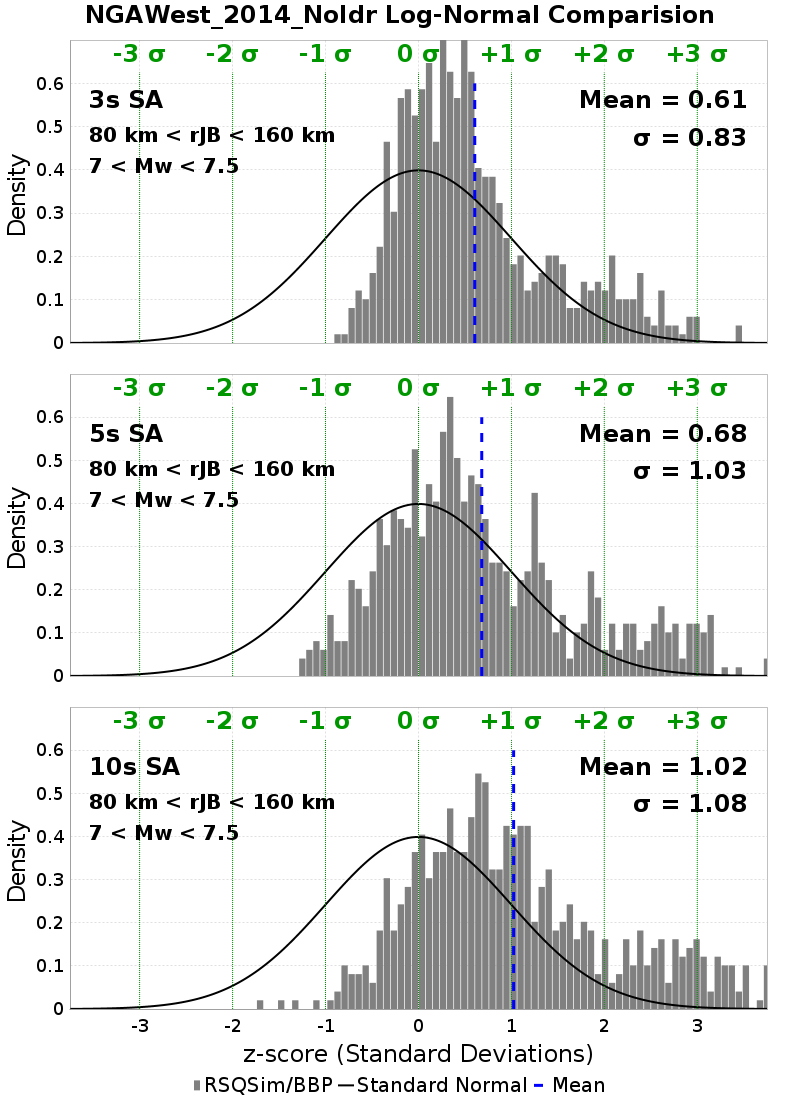 NGAWest_2014_NoIdr Log-Normal Comparision
-3 σ -2 σ -1 σ 0 σ +1 σ +2 σ +3 σ
3s SA
80 km < rJB < 160 km
7 < Mw < 7.5
Mean = 0.61
σ = 0.83
Density
0.6
0.5
0.4
0.3
0.2
0.1
0
-3 σ -2 σ -1 σ 0 σ +1 σ +2 σ +3 σ
5s SA
80 km < rJB < 160 km
7 < Mw < 7.5
Mean = 0.68
σ = 1.03
Density
0.6
0.5
0.4
0.3
0.2
0.1
0
-3 σ -2 σ -1 σ 0 σ +1 σ +2 σ +3 σ
10s SA
80 km < rJB < 160 km
7 < Mw < 7.5
Mean = 1.02
σ = 1.08
Density
0.6
0.5
0.4
0.3
0.2
0.1
0
-3 -2 -1 0 1 2 3
z-score (Standard Deviations)
RSQSim/BBP Standard Normal Mean